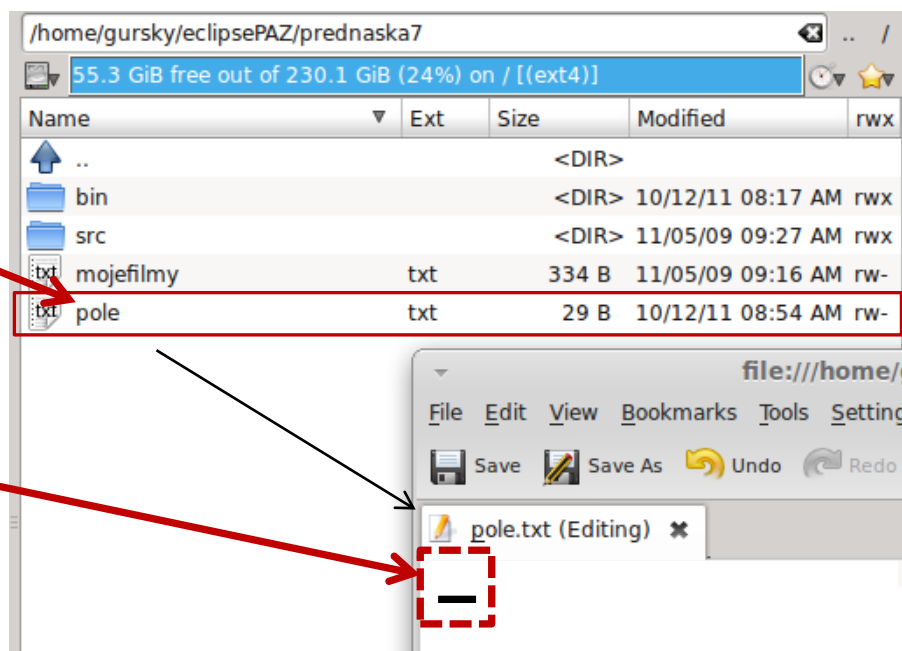 /home/gursky/eclipsePAZ/prednaska7 .. /
55.3 GiB free out of 230.1 GiB (24%) on / [(ext4)]
Name Ext Size Modified rwx
.. <DIR>
bin <DIR> 10/12/11 08:17 AM rwx
src <DIR> 11/05/09 09:27 AM rwx
txt mojefilmy txt 334 B 11/05/09 09:16 AM rw-
txt pole txt 29 B 10/12/11 08:54 AM rw-
file:///home/
File Edit View Bookmarks Tools Setting
Save Save As Undo Redo
pole.txt (Editing)